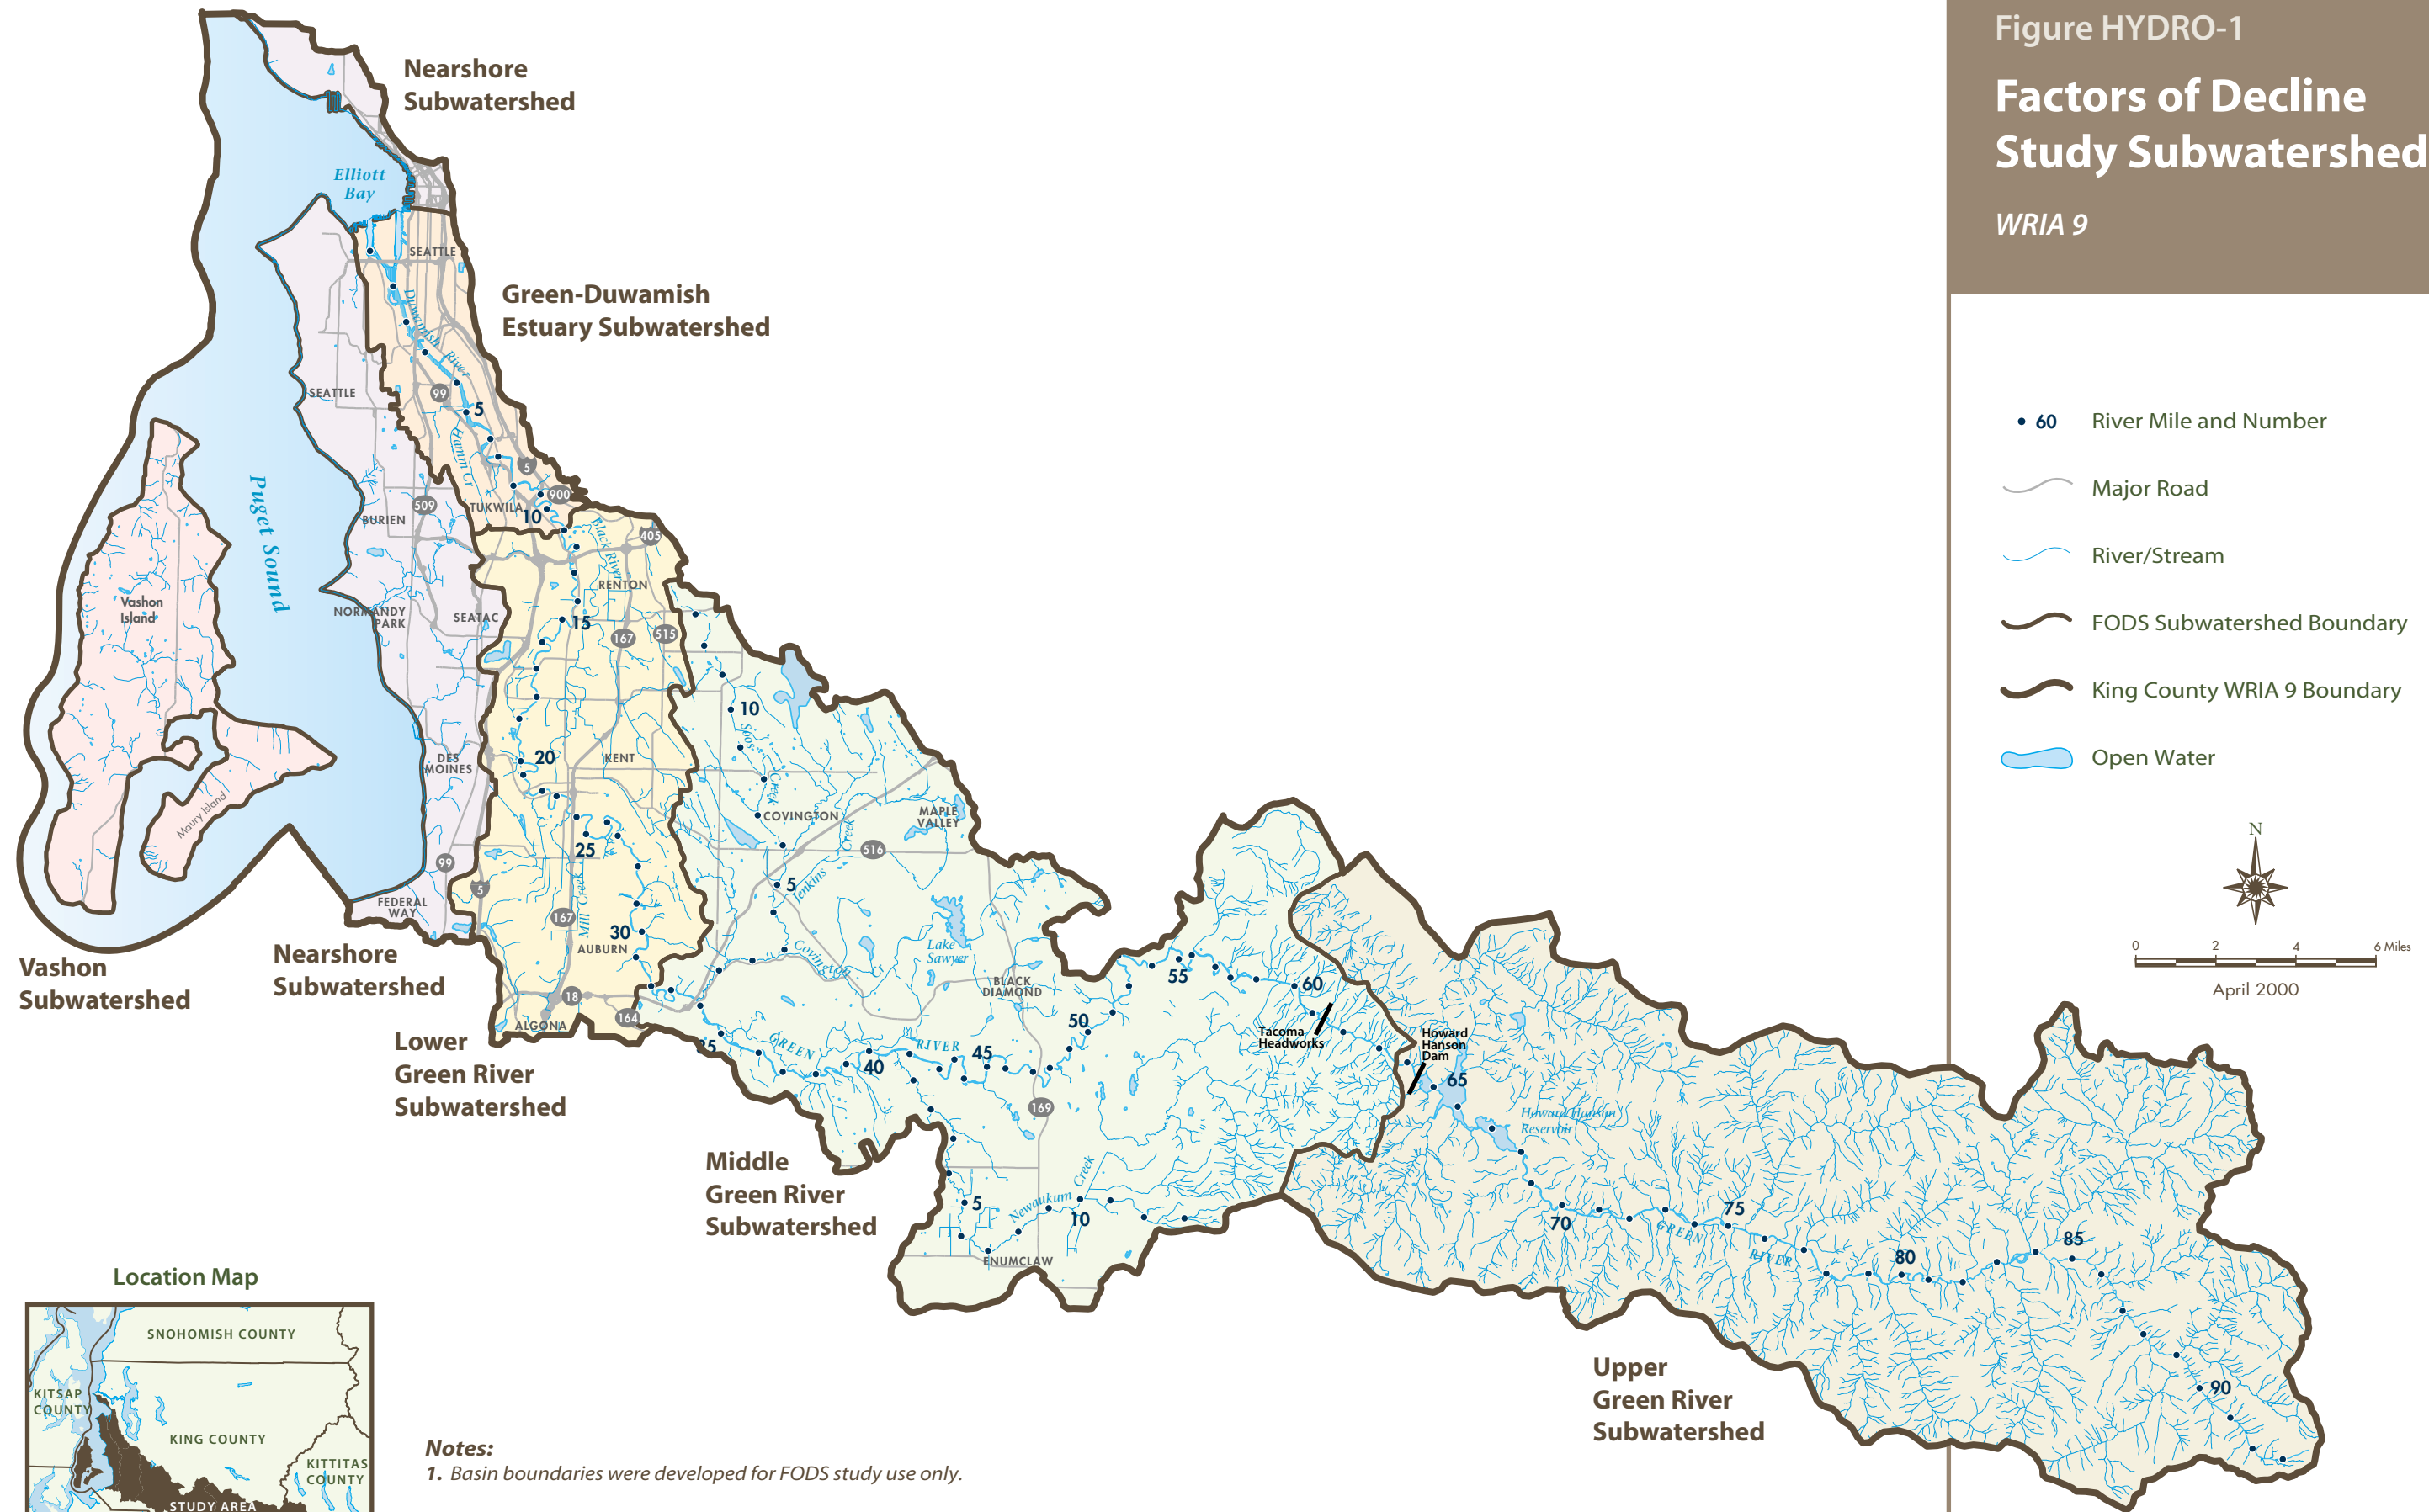 Figure HYDRO-1
Factors of Decline
Study Subwatershed
WRIA 9
60 River Mile and Number
Major Road
River/Stream
FODS Subwatershed Boundary
King County WRIA 9 Boundary
Open Water
N
0 2 4 6 Miles
April 2000
Nearshore
Subwatershed
Elliott
Bay
SEATTLE
Green-Duwamish
Estuary Subwatershed
Duwamish River
SEATTLE
99
5
Hamm Cr
5
900
TUKWILA
10
509
BURIEN
Puget Sound
Black River
405
RENTON
Vashon
Island
NORMANDY
PARK
SEATAC
15
167
515
10
Soos
Creek
20
KENT
DES
MOINES
Maury Island
COVINGTON
MAPLE
VALLEY
Creek
516
25
99
5
5
Jenkins
Mill Creek
167
FEDERAL
WAY
30
AUBURN
Covington
Lake
Sawyer
BLACK
DIAMOND
55
60
Vashon
Subwatershed
Nearshore
Subwatershed
18
164
ALGONA
50
Tacoma
Headworks
Howard
Hanson
Dam
Lower
Green River
Subwatershed
35
GREEN
RIVER
40
45
65
169
Howard Hanson
Reservoir
Middle
Green River
Subwatershed
5
Newaukum Creek
10
ENUMCLAW
70
GREEN
75
RIVER
80
85
90
Upper
Green River
Subwatershed
Location Map
SNOHOMISH COUNTY
KITSAP
COUNTY
KING COUNTY
KITTITAS
COUNTY
STUDY AREA
Notes:
1. Basin boundaries were developed for FODS study use only.